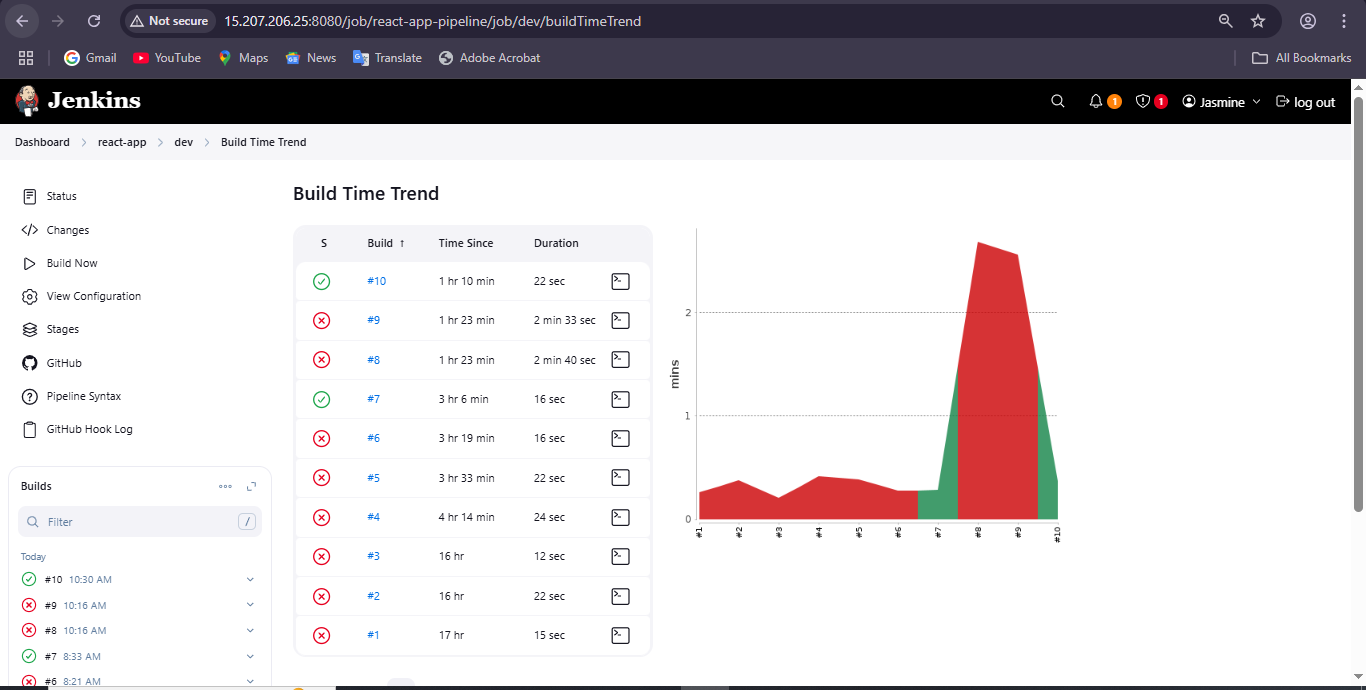 Not secure 15.207.206.25:8080/job/react-app-pipeline/job/dev/buildTimeTrend
Gmail YouTube Maps News Translate Adobe Acrobat All Bookmarks
Jenkins 1 1 Jasmine log out
Dashboard react-app dev Build Time Trend
Status
Changes
Build Now
View Configuration
Stages
GitHub
Pipeline Syntax
GitHub Hook Log
Builds
Filter /
Today
#10 10:30 AM
#9 10:16 AM
#8 10:16 AM
#7 8:33 AM
#6 8:21 AM
Build Time Trend
S Build ↑ Time Since Duration
#10 1 hr 10 min 22 sec
#9 1 hr 23 min 2 min 33 sec
#8 1 hr 23 min 2 min 40 sec
#7 3 hr 6 min 16 sec
#6 3 hr 19 min 16 sec
#5 3 hr 33 min 22 sec
#4 4 hr 14 min 24 sec
#3 16 hr 12 sec
#2 16 hr 22 sec
#1 17 hr 15 sec
mins
2
1
0
#1 #2 #3 #4 #5 #6 #7 #8 #9 #10